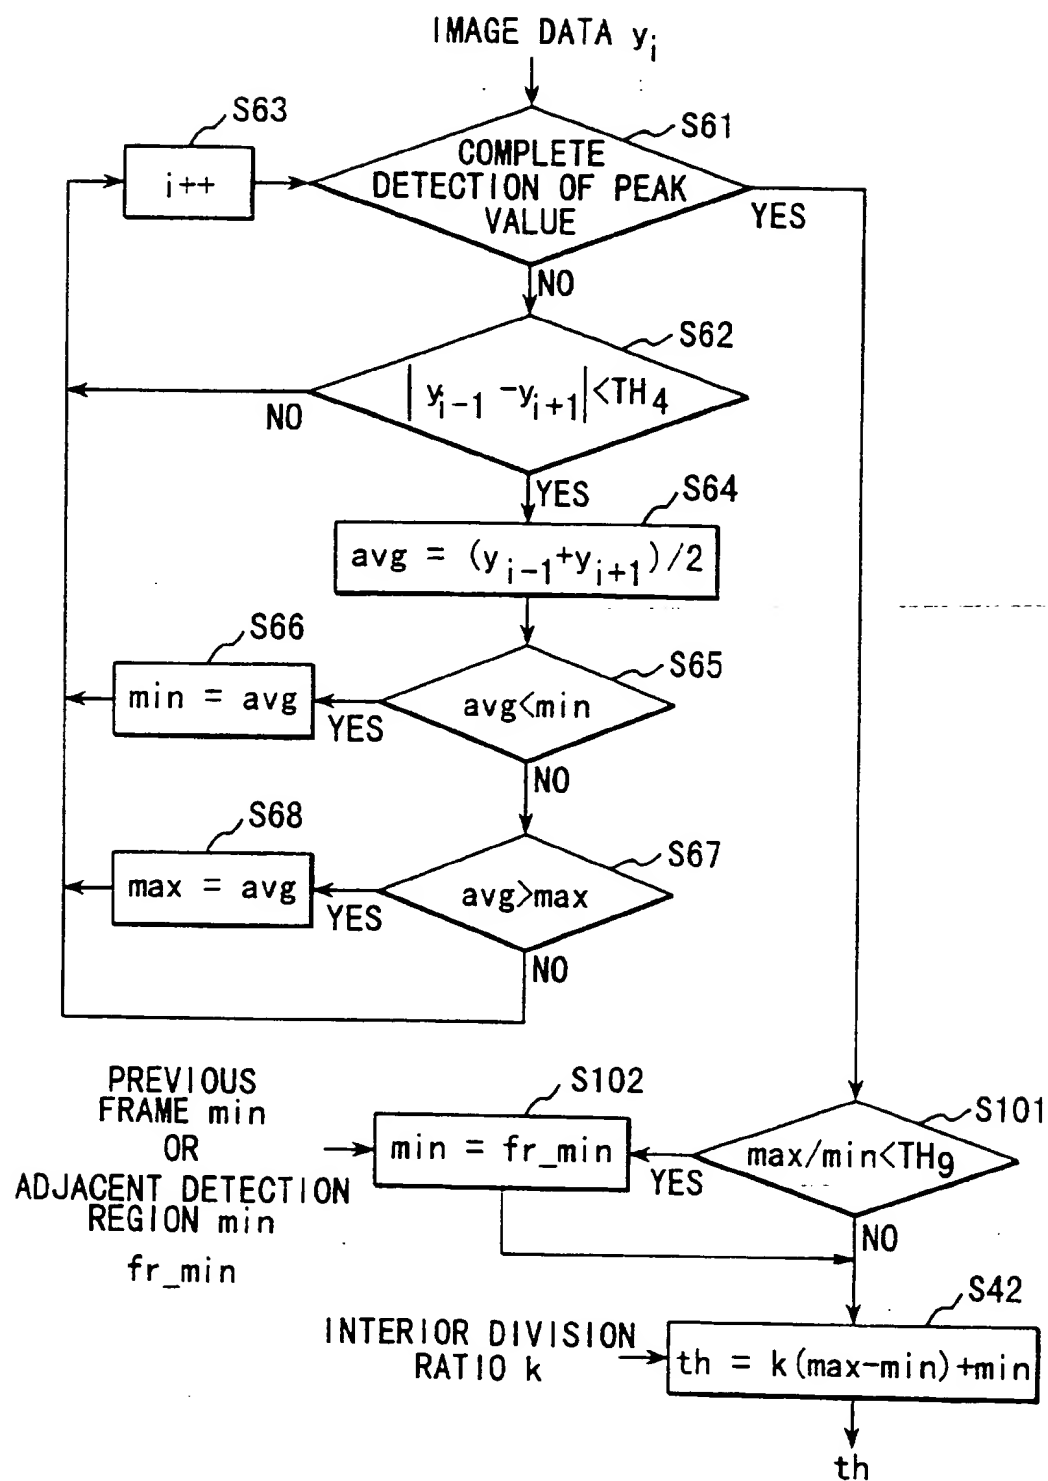 IMAGE DATA yi
S63
S61
i++
COMPLETE
DETECTION OF PEAK
VALUE
YES
NO
S62
| yi-1 -yi+1|<TH4
NO
YES
S64
avg = (yi-1+yi+1)/2
S66
S65
min = avg
YES
avg<min
NO
S68
S67
max = avg
YES
avg>max
NO
PREVIOUS
FRAME min
OR
ADJACENT DETECTION
REGION min
fr_min
S102
S101
min = fr_min
YES
max/min<TH9
NO
S42
INTERIOR DIVISION
RATIO k
th = k(max-min)+min
th